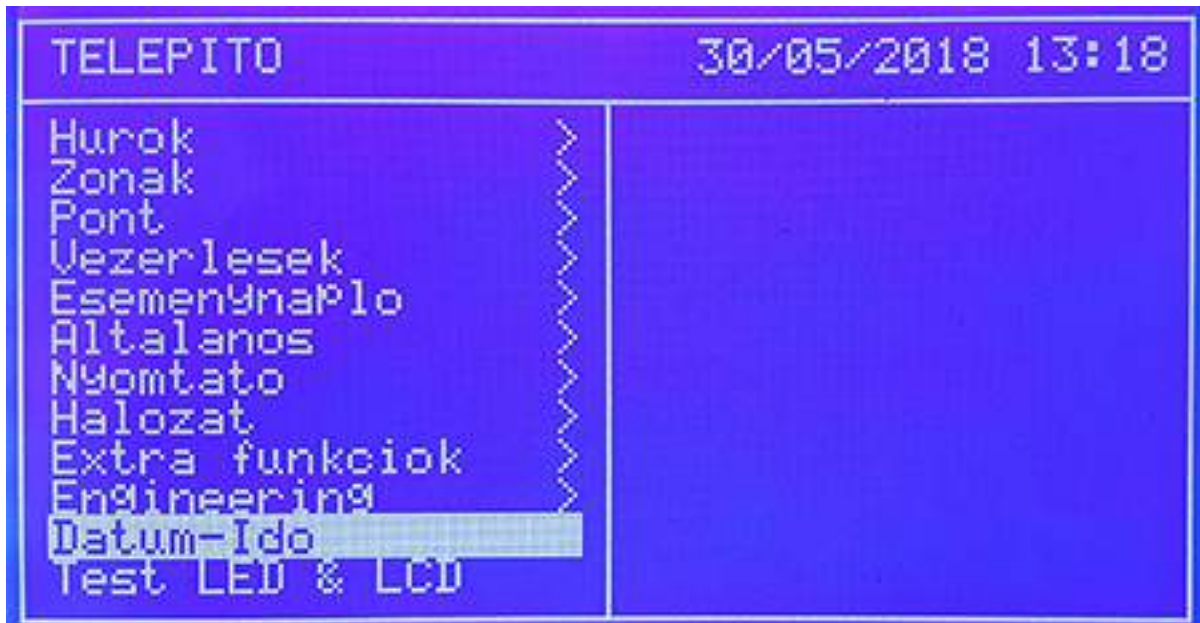 TELEPITO 30/05/2018 13:18
Hurok >
Zonak >
Pont >
Vezerlesek >
Esemenynaplo >
Altalanos >
Nyomtato >
Halozat >
Extra funkciok >
Engineering >
Datum-Ido
Test LED & LCD